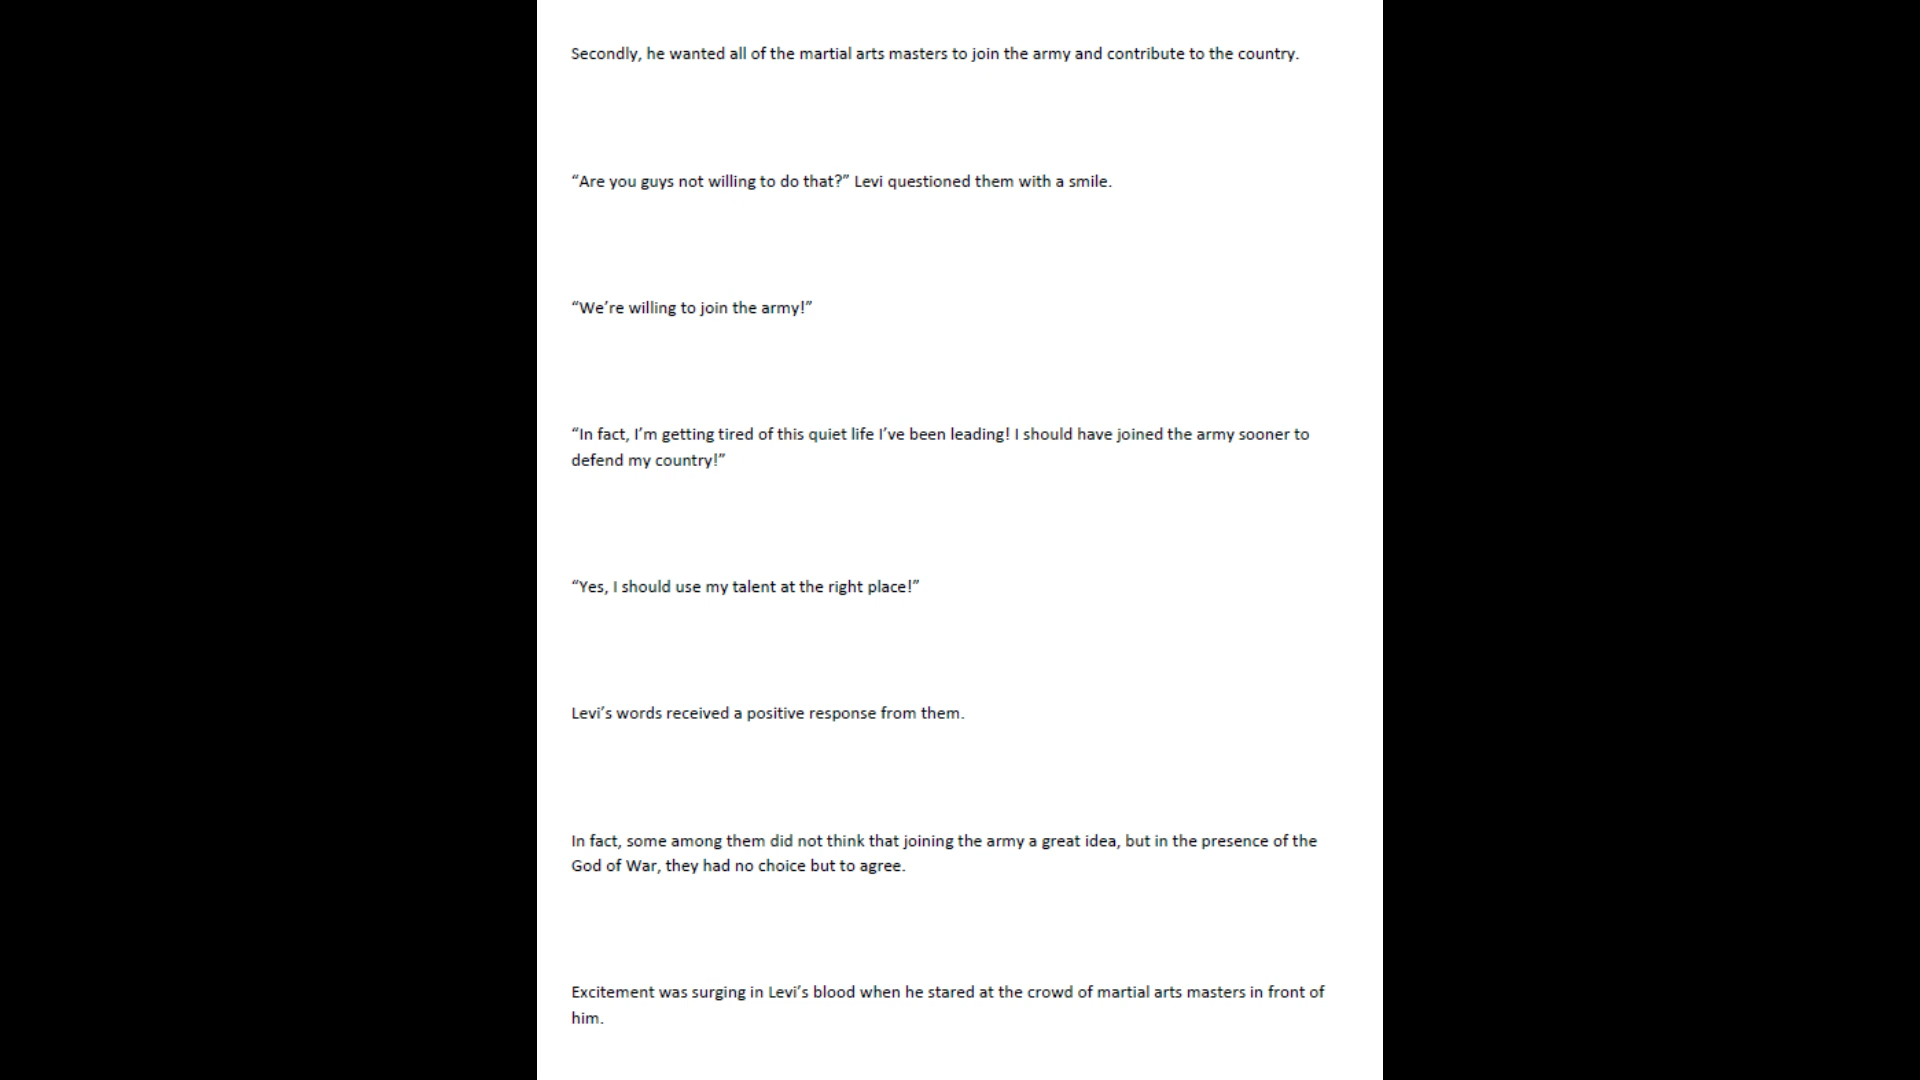 Secondly, he wanted all of the martial arts masters to join the army and contribute to the country.
“Are you guys not willing to do that?” Levi questioned them with a smile.
“We’re willing to join the army!”
“In fact, I’m getting tired of this quiet life I’ve been leading! I should have joined the army sooner to
defend my country!”
“Yes, I should use my talent at the right place!”
Levi’s words received a positive response from them.
In fact, some among them did not think that joining the army a great idea, but in the presence of the
God of War, they had no choice but to agree.
Excitement was surging in Levi’s blood when he stared at the crowd of martial arts masters in front of
him.